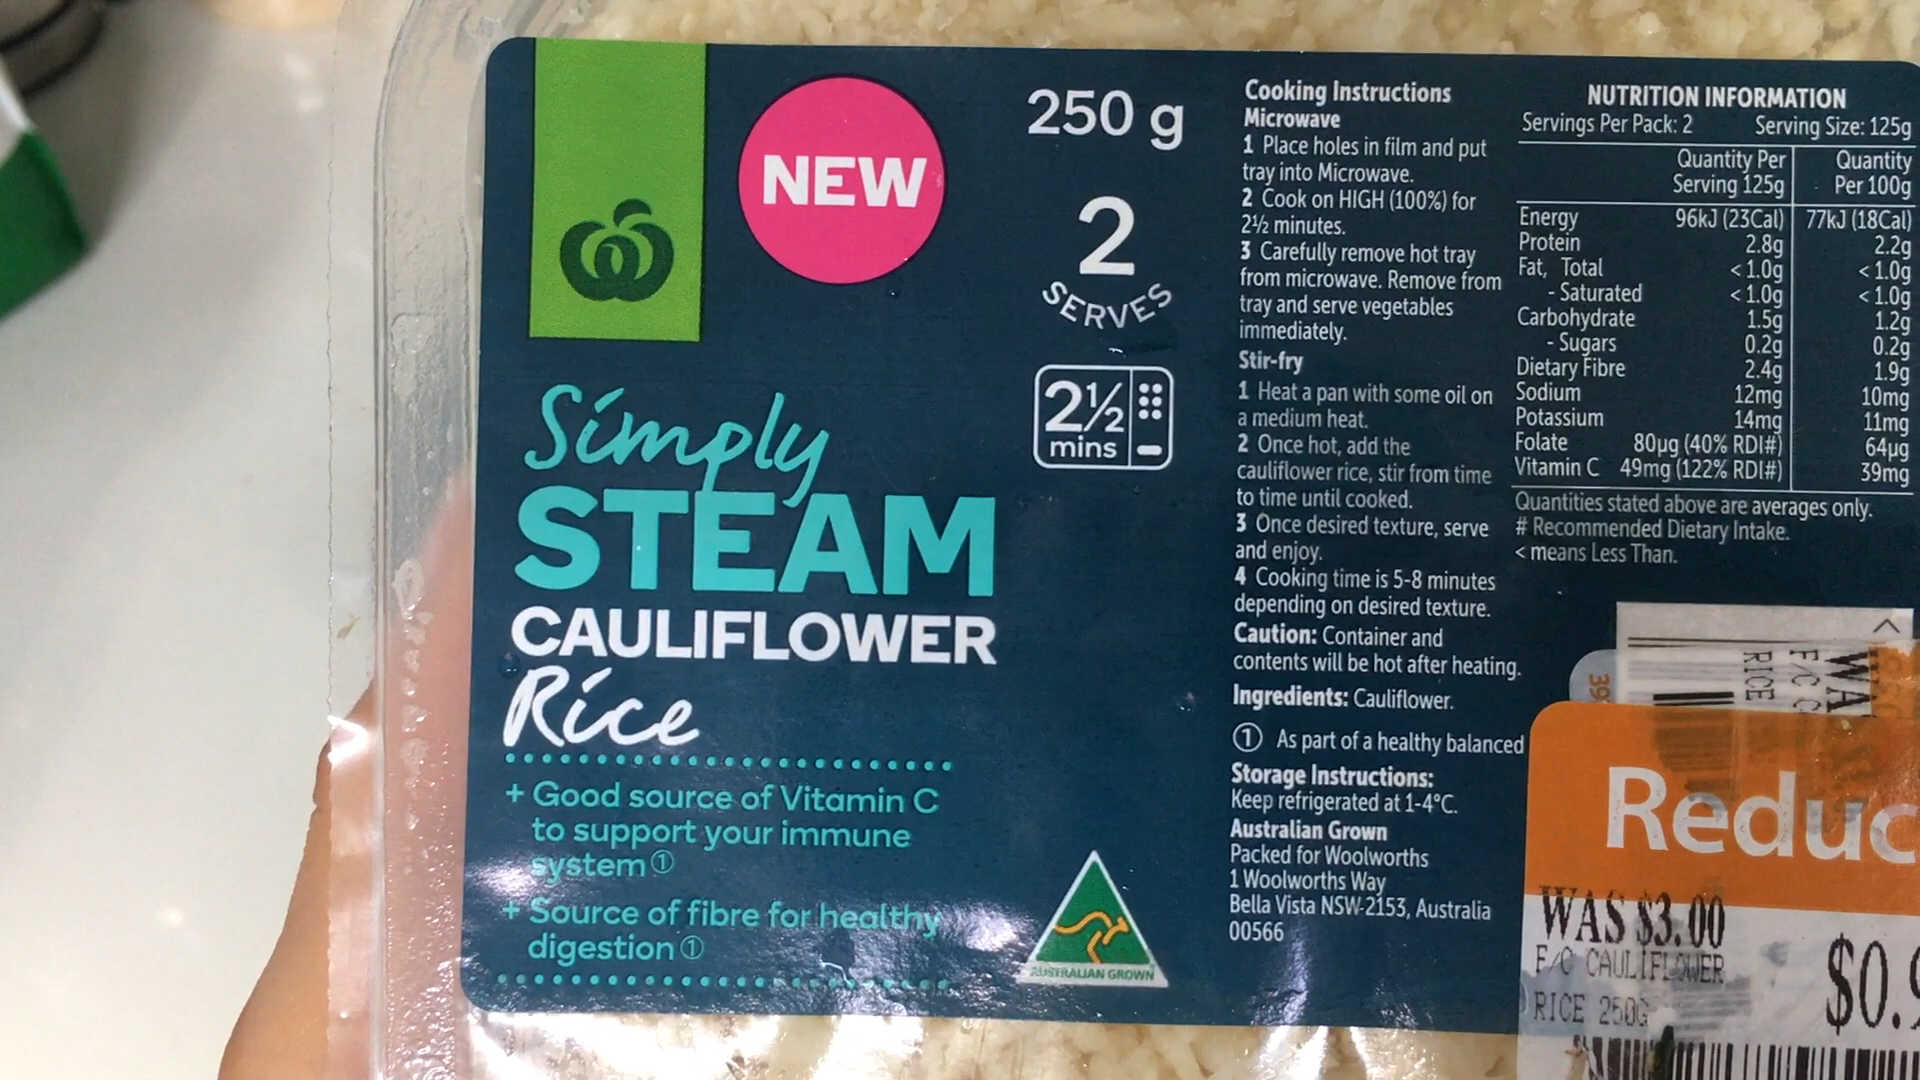 NEW
250 g
2
SERVES
2½
mins
Simply
STEAM
CAULIFLOWER
Rice
+ Good source of Vitamin C
to support your immune
system ①
+ Source of fibre for healthy
digestion ①
AUSTRALIAN GROWN
Cooking Instructions
Microwave
1 Place holes in film and put
tray into Microwave.
2 Cook on HIGH (100%) for
2½ minutes.
3 Carefully remove hot tray
from microwave. Remove from
tray and serve vegetables
immediately.
Stir-fry
1 Heat a pan with some oil on
a medium heat.
2 Once hot, add the
cauliflower rice, stir from time
to time until cooked.
3 Once desired texture, serve
and enjoy.
4 Cooking time is 5-8 minutes
depending on desired texture.
Caution: Container and
contents will be hot after heating.
Ingredients: Cauliflower.
① As part of a healthy balanced
Storage Instructions:
Keep refrigerated at 1-4°C.
Australian Grown
Packed for Woolworths
1 Woolworths Way
Bella Vista NSW-2153, Australia
00566
NUTRITION INFORMATION
Servings Per Pack: 2 Serving Size: 125g
Quantity Per Quantity
Serving 125g Per 100g
Energy 96kJ (23Cal) 77kJ (18Cal)
Protein 2.8g 2.2g
Fat, Total <1.0g <1.0g
- Saturated <1.0g <1.0g
Carbohydrate 1.5g 1.2g
- Sugars 0.2g 0.2g
Dietary Fibre 2.4g 1.9g
Sodium 12mg 10mg
Potassium 14mg 11mg
Folate 80µg (40% RDI#) 64µg
Vitamin C 49mg (122% RDI#) 39mg
Quantities stated above are averages only.
# Recommended Dietary Intake.
< means Less Than.
WA
F/C C
RICE
39
Reduc
WAS $3.00
F/C CAULIFLOWER
RICE 250G
$0.9